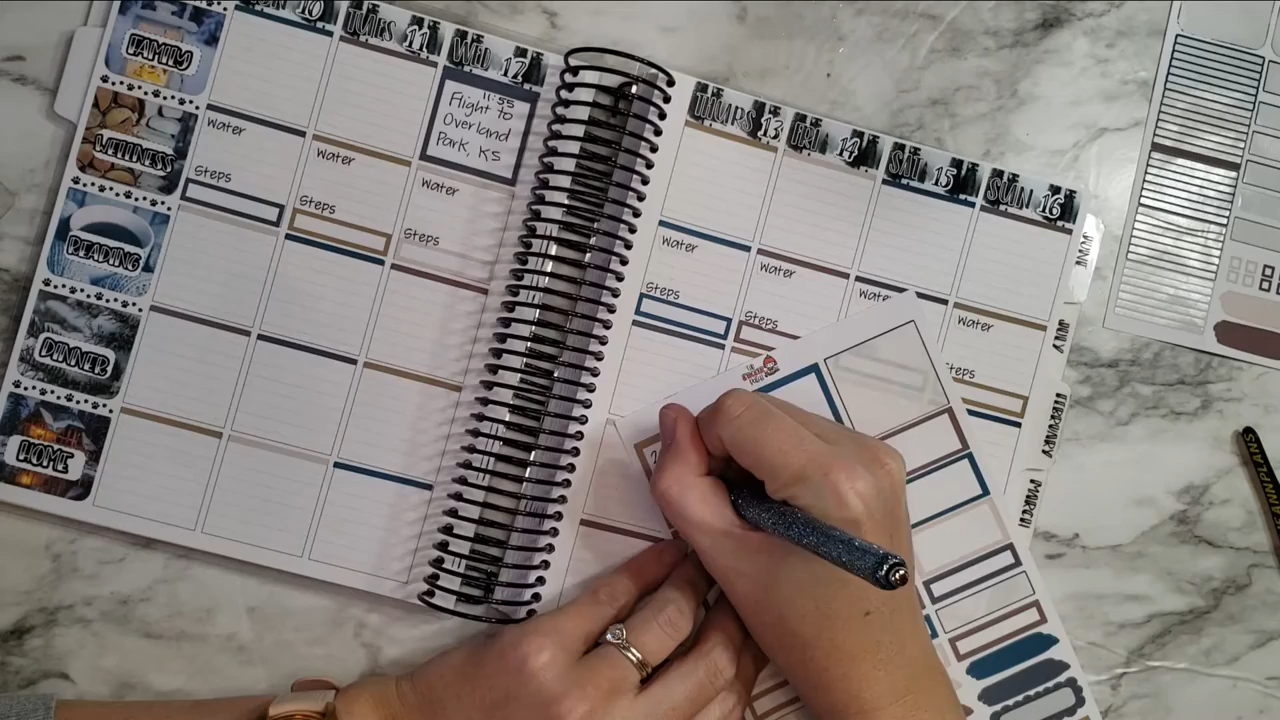 10
TUES 11
WED 12
THURS 13
FRI 14
SAT 15
SUN 16
FAMILY
WELLNESS
READING
DINNER
HOME
11:55
Flight to
Overland
Park, KS
Water
Steps
Water
Steps
Water
Steps
Water
Steps
Water
Steps
Water
Steps
JUNE
JULY
FEBRUARY
MARCH